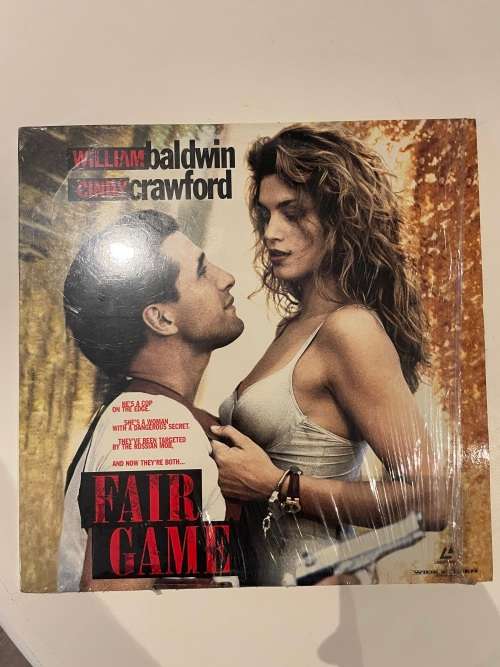 WILLIAM baldwin
CINDY crawford
HE'S A COP
ON THE EDGE.
SHE'S A WOMAN
WITH A DANGEROUS SECRET.
THEY'VE BEEN TARGETED
BY THE RUSSIAN MOB.
AND NOW THEY'RE BOTH...
FAIR
GAME